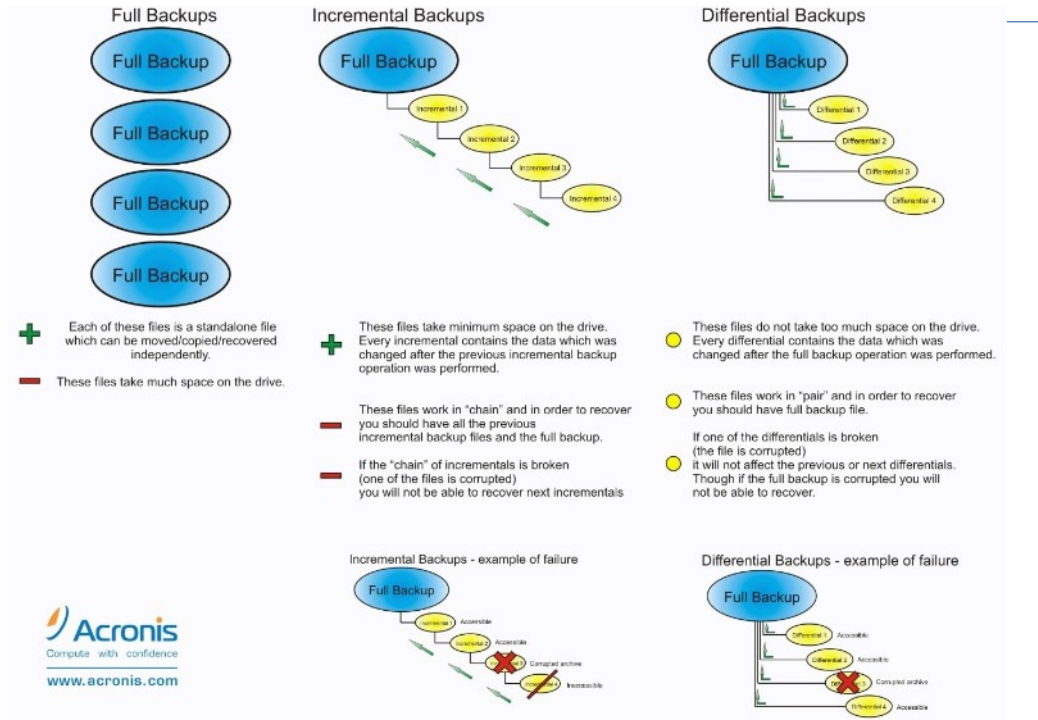 Full Backups
Full Backup
Full Backup
Full Backup
Full Backup
Each of these files is a standalone file
which can be moved/copied/recovered
independently.
These files take much space on the drive.
Incremental Backups
Full Backup
Incremental 1
Incremental 2
Incremental 3
Incremental 4
These files take minimum space on the drive.
Every incremental contains the data which was
changed after the previous incremental backup
operation was performed.
These files work in “chain” and in order to recover
you should have all the previous
incremental backup files and the full backup.
If the “chain” of incrementals is broken
(one of the files is corrupted)
you will not be able to recover next incrementals
Differential Backups
Full Backup
Differential 1
Differential 2
Differential 3
Differential 4
These files do not take too much space on the drive.
Every differential contains the data which was
changed after the full backup operation was performed.
These files work in “pair” and in order to recover
you should have full backup file.
If one of the differentials is broken
(the file is corrupted)
it will not affect the previous or next differentials.
Though if the full backup is corrupted you will
not be able to recover.
Incremental Backups - example of failure
Full Backup
Incremental 1 Accessible
Incremental 2 Accessible
Corrupted archive
Incremental 4 Inaccessible
Differential Backups - example of failure
Full Backup
Differential 1 Accessible
Differential 2 Accessible
Corrupted archive
Differential 4 Accessible
Acronis
Compute with confidence
www.acronis.com